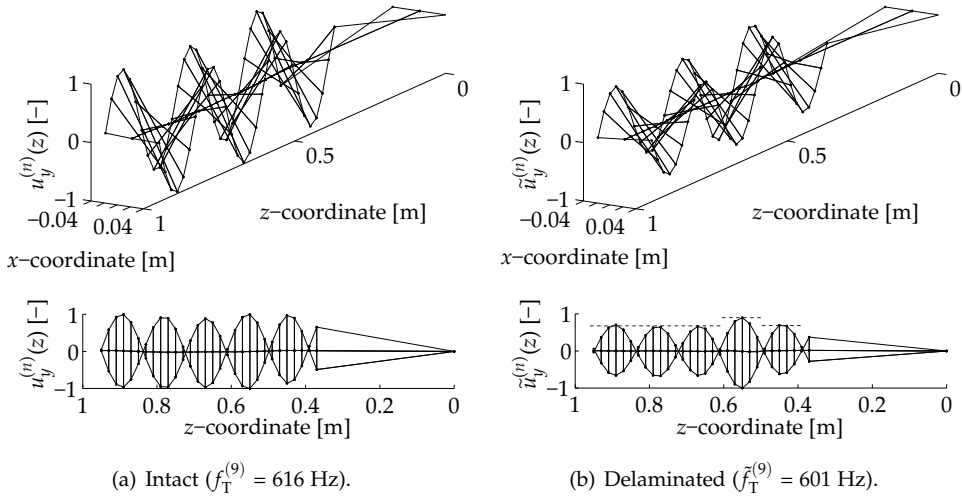 1
0
−1
u_y^{(n)}(z) [-]
−0.04
0.04
x−coordinate [m]
1
0.5
0
z−coordinate [m]
1
0
−1
ũ_y^{(n)}(z) [-]
−0.04
0.04
x−coordinate [m]
1
0.5
0
z−coordinate [m]
1
0
−1
u_y^{(n)}(z) [-]
1 0.8 0.6 0.4 0.2 0
z−coordinate [m]
1
0
−1
ũ_y^{(n)}(z) [-]
1 0.8 0.6 0.4 0.2 0
z−coordinate [m]
(a) Intact (f_T^{(9)} = 616 Hz).
(b) Delaminated (f̃_T^{(9)} = 601 Hz).